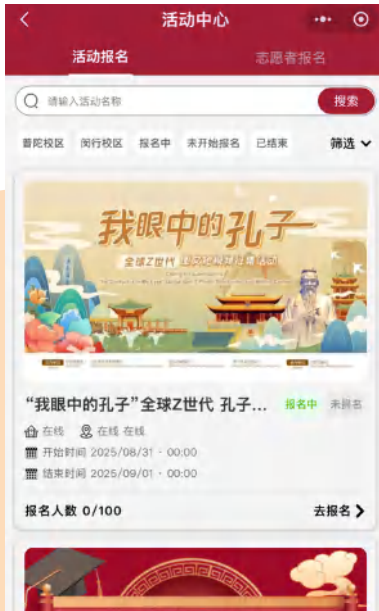 活动中心
活动报名
志愿者报名
请输入活动名称
搜索
普陀校区 闵行校区 报名中 未开始报名 已结束 筛选
我眼中的孔子
全球Z世代
“我眼中的孔子”全球Z世代 孔子... 报名中 未报名
在线 在线 在线
开始时间 2025/08/31 - 00:00
结束时间 2025/09/01 - 00:00
报名人数 0/100 去报名